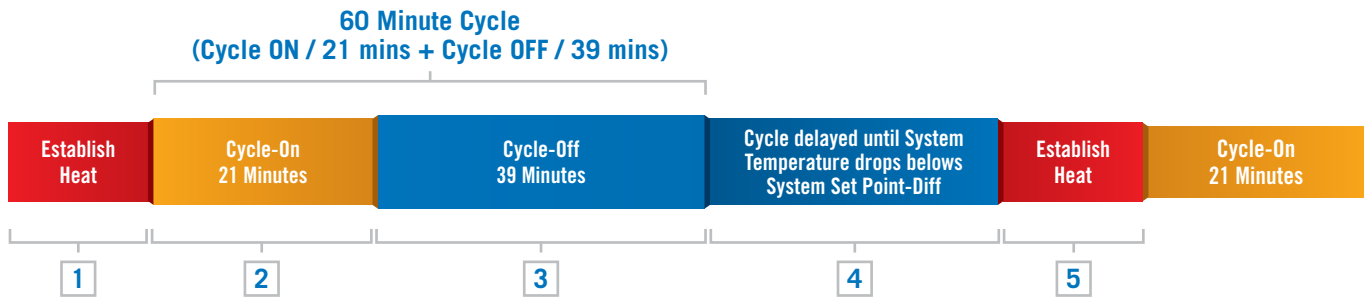 60 Minute Cycle
(Cycle ON / 21 mins + Cycle OFF / 39 mins)
Establish
Heat
Cycle-On
21 Minutes
Cycle-Off
39 Minutes
Cycle delayed until System
Temperature drops belows
System Set Point-Diff
Establish
Heat
Cycle-On
21 Minutes
1
2
3
4
5